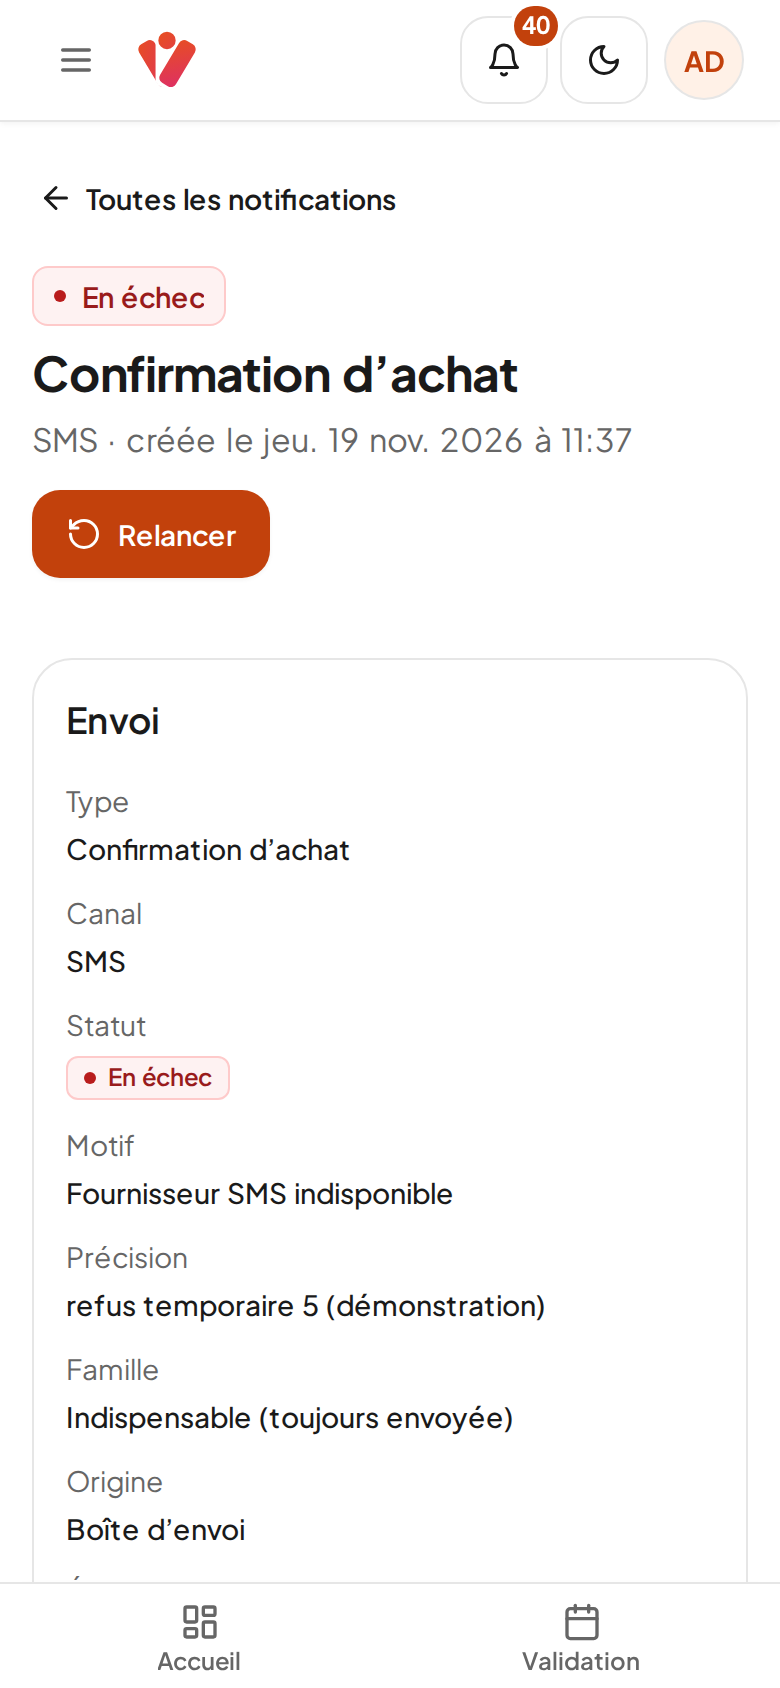 40
AD
Toutes les notifications
En échec
Confirmation d’achat
SMS · créée le jeu. 19 nov. 2026 à 11:37
Relancer
Envoi
Type
Confirmation d’achat
Canal
SMS
Statut
En échec
Motif
Fournisseur SMS indisponible
Précision
refus temporaire 5 (démonstration)
Famille
Indispensable (toujours envoyée)
Origine
Boîte d’envoi
Accueil
Validation